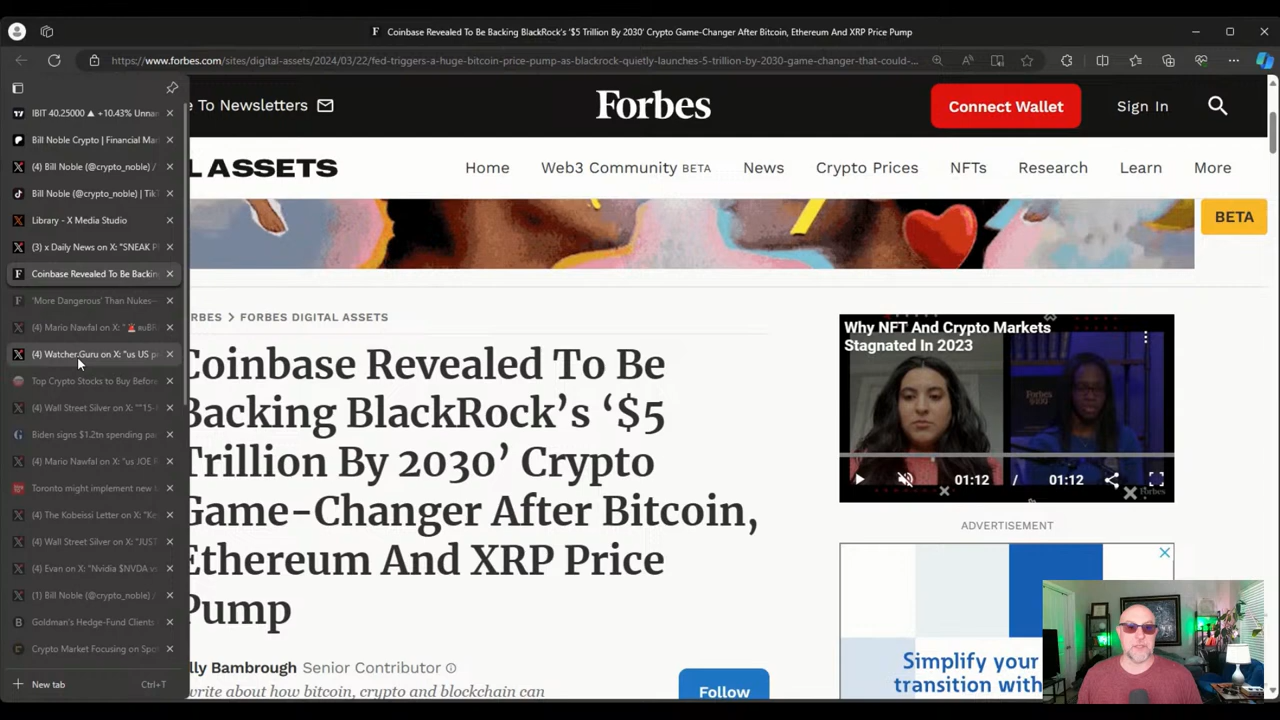 Coinbase Revealed To Be Backing BlackRock's '$5 Trillion By 2030' Crypto Game-Changer After Bitcoin, Ethereum And XRP Price Pump
https://www.forbes.com/sites/digital-assets/2024/03/22/fed-triggers-a-huge-bitcoin-price-pump-as-blackrock-quietly-launches-5-trillion-by-2030-game-changer-that-could-...
IBIT 40.25000 ▲ +10.43% Unna
Bill Noble Crypto | Financial Ma
(4) Bill Noble (@crypto_noble) /
Bill Noble (@crypto_noble) | Tik
Library - X Media Studio
(3) x Daily News on X: "SNEAK P
Coinbase Revealed To Be Backin
'More Dangerous' Than Nukes—
(4) Mario Nawfal on X: "
(4) Watcher.Guru on X: "us US p
Top Crypto Stocks to Buy Before
(4) Wall Street Silver on X: ""15-
Biden signs $1.2tn spending pa
(4) Mario Nawfal on X: "us JOE
Toronto might implement new
(4) The Kobeissi Letter on X: "Ke
(4) Wall Street Silver on X: "JUST
(4) Evan on X: "Nvidia $NVDA
(1) Bill Noble (@crypto_noble) /
Goldman's Hedge-Fund Clients
Crypto Market Focusing on Spo
New tab Ctrl+T
e To Newsletters
Forbes
Connect Wallet
Sign In
L ASSETS
Home
Web3 Community BETA
News
Crypto Prices
NFTs
Research
Learn
More
BETA
RBES > FORBES DIGITAL ASSETS
Coinbase Revealed To Be
Backing BlackRock's '$5
Trillion By 2030' Crypto
Game-Changer After Bitcoin,
Ethereum And XRP Price
Pump
lly Bambrough Senior Contributor
write about how bitcoin, crypto and blockchain can
Follow
Why NFT And Crypto Markets
Stagnated In 2023
01:12 / 01:12
Forbes
ADVERTISEMENT
Simplify your
transition with